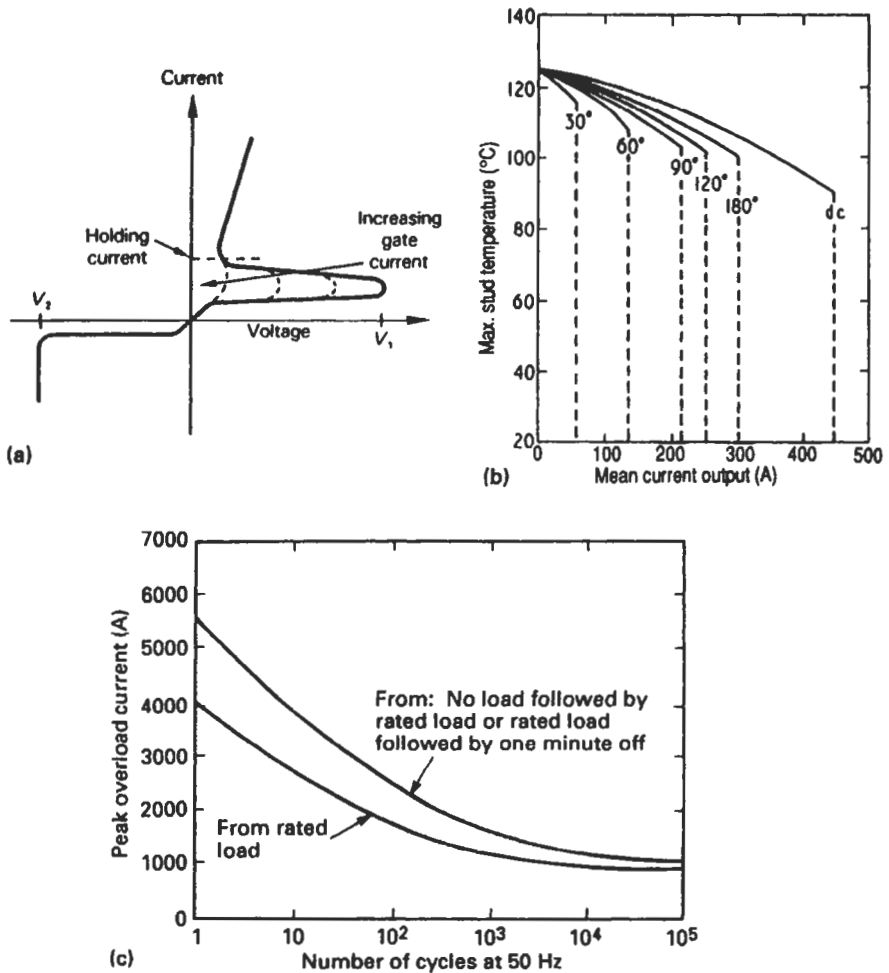 Current
Holding
current
Increasing
gate
current
V₂
Voltage
V₁
(a)
Max. stud temperature (°C)
140
120
100
80
60
40
20
30°
60°
90°
120°
180°
dc
0
100
200
300
400
500
Mean current output (A)
(b)
Peak overload current (A)
7000
6000
5000
4000
3000
2000
1000
0
From: No load followed by
rated load or rated load
followed by one minute off
From rated
load
1
10
10²
10³
10⁴
10⁵
Number of cycles at 50 Hz
(c)